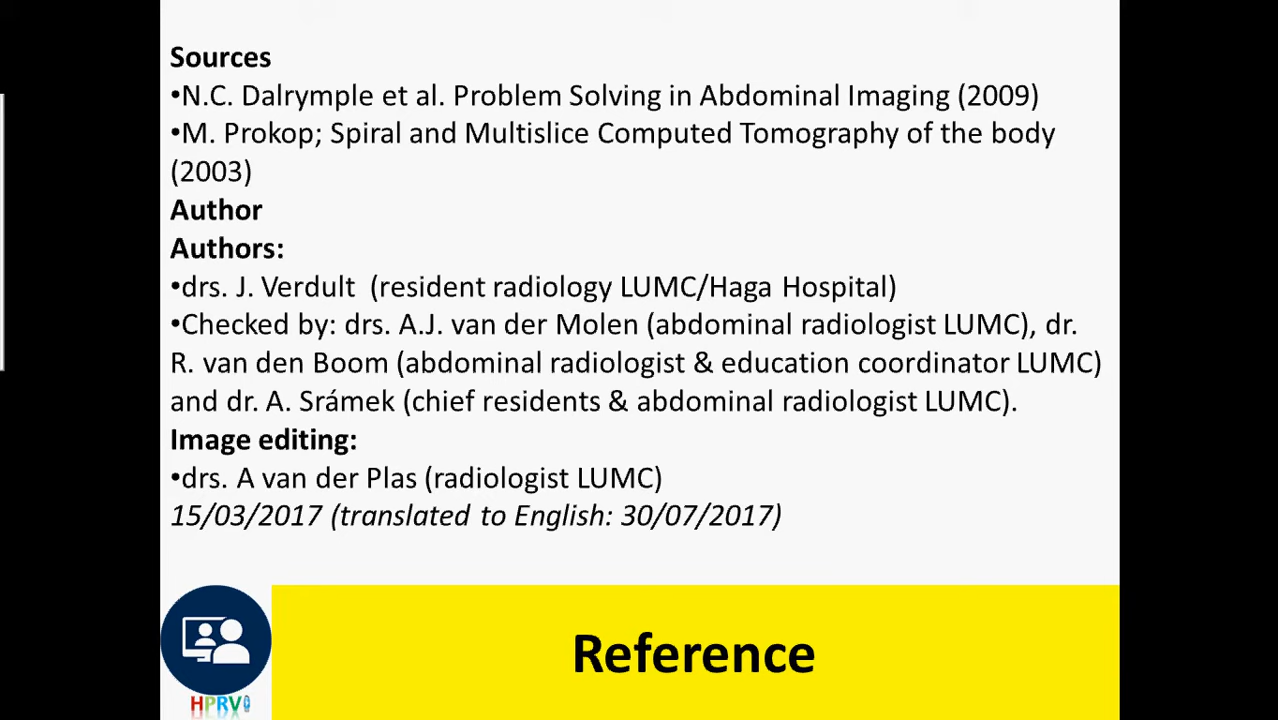 Sources
•N.C. Dalrymple et al. Problem Solving in Abdominal Imaging (2009)
•M. Prokop; Spiral and Multislice Computed Tomography of the body
(2003)
Author
Authors:
•drs. J. Verdult (resident radiology LUMC/Haga Hospital)
•Checked by: drs. A.J. van der Molen (abdominal radiologist LUMC), dr.
R. van den Boom (abdominal radiologist & education coordinator LUMC)
and dr. A. Srámek (chief residents & abdominal radiologist LUMC).
Image editing:
•drs. A van der Plas (radiologist LUMC)
15/03/2017 (translated to English: 30/07/2017)
Reference
HPRV